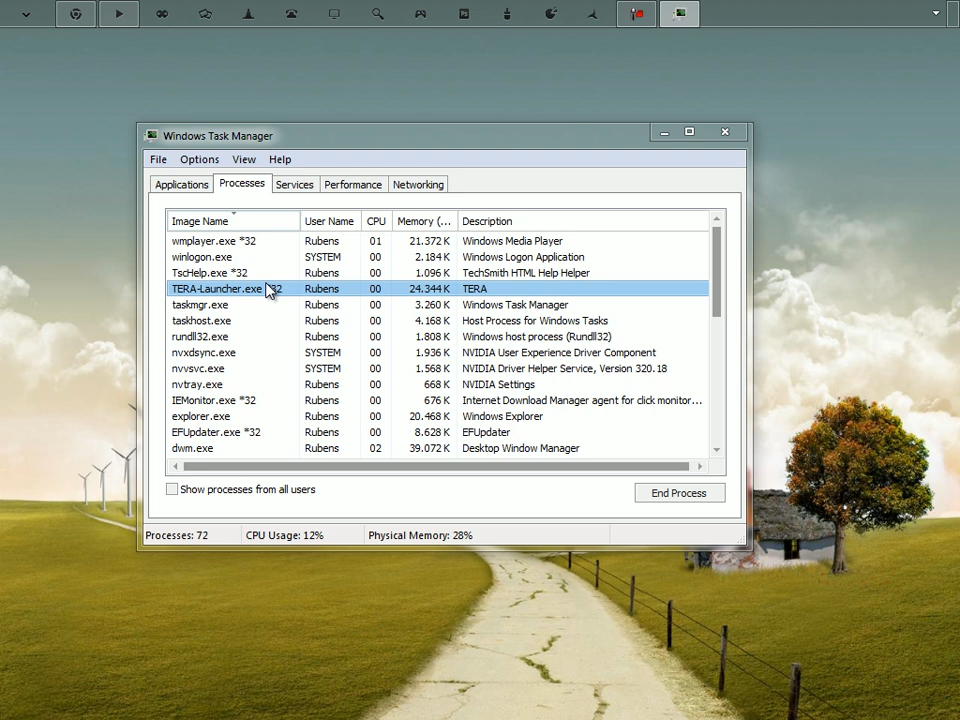 Windows Task Manager
File Options View Help
Applications Processes Services Performance Networking
Image Name User Name CPU Memory (... Description
wmplayer.exe *32 Rubens 01 21.372 K Windows Media Player
winlogon.exe SYSTEM 00 2.184 K Windows Logon Application
TscHelp.exe *32 Rubens 00 1.096 K TechSmith HTML Help Helper
TERA-Launcher.exe *32 Rubens 00 24.344 K TERA
taskmgr.exe Rubens 00 3.260 K Windows Task Manager
taskhost.exe Rubens 00 4.168 K Host Process for Windows Tasks
rundll32.exe Rubens 00 1.808 K Windows host process (Rundll32)
nvxdsync.exe SYSTEM 00 1.936 K NVIDIA User Experience Driver Component
nvvsvc.exe SYSTEM 00 1.568 K NVIDIA Driver Helper Service, Version 320.18
nvtray.exe Rubens 00 668 K NVIDIA Settings
IEMonitor.exe *32 Rubens 00 676 K Internet Download Manager agent for click monitor...
explorer.exe Rubens 00 20.468 K Windows Explorer
EFUpdater.exe *32 Rubens 00 8.628 K EFUpdater
dwm.exe Rubens 02 39.072 K Desktop Window Manager
Show processes from all users
End Process
Processes: 72 CPU Usage: 12% Physical Memory: 28%